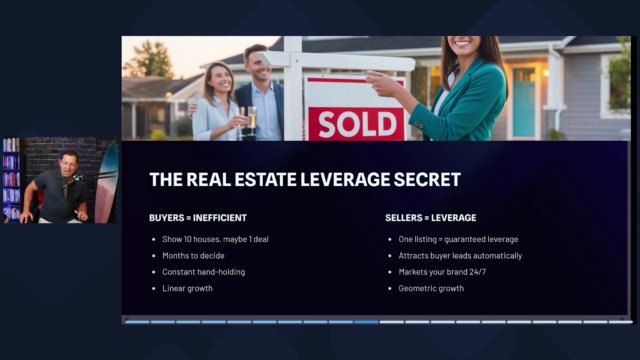 SOLD
THE REAL ESTATE LEVERAGE SECRET
BUYERS = INEFFICIENT
• Show 10 houses, maybe 1 deal
• Months to decide
• Constant hand-holding
• Linear growth
SELLERS = LEVERAGE
• One listing = guaranteed leverage
• Attracts buyer leads automatically
• Markets your brand 24/7
• Geometric growth